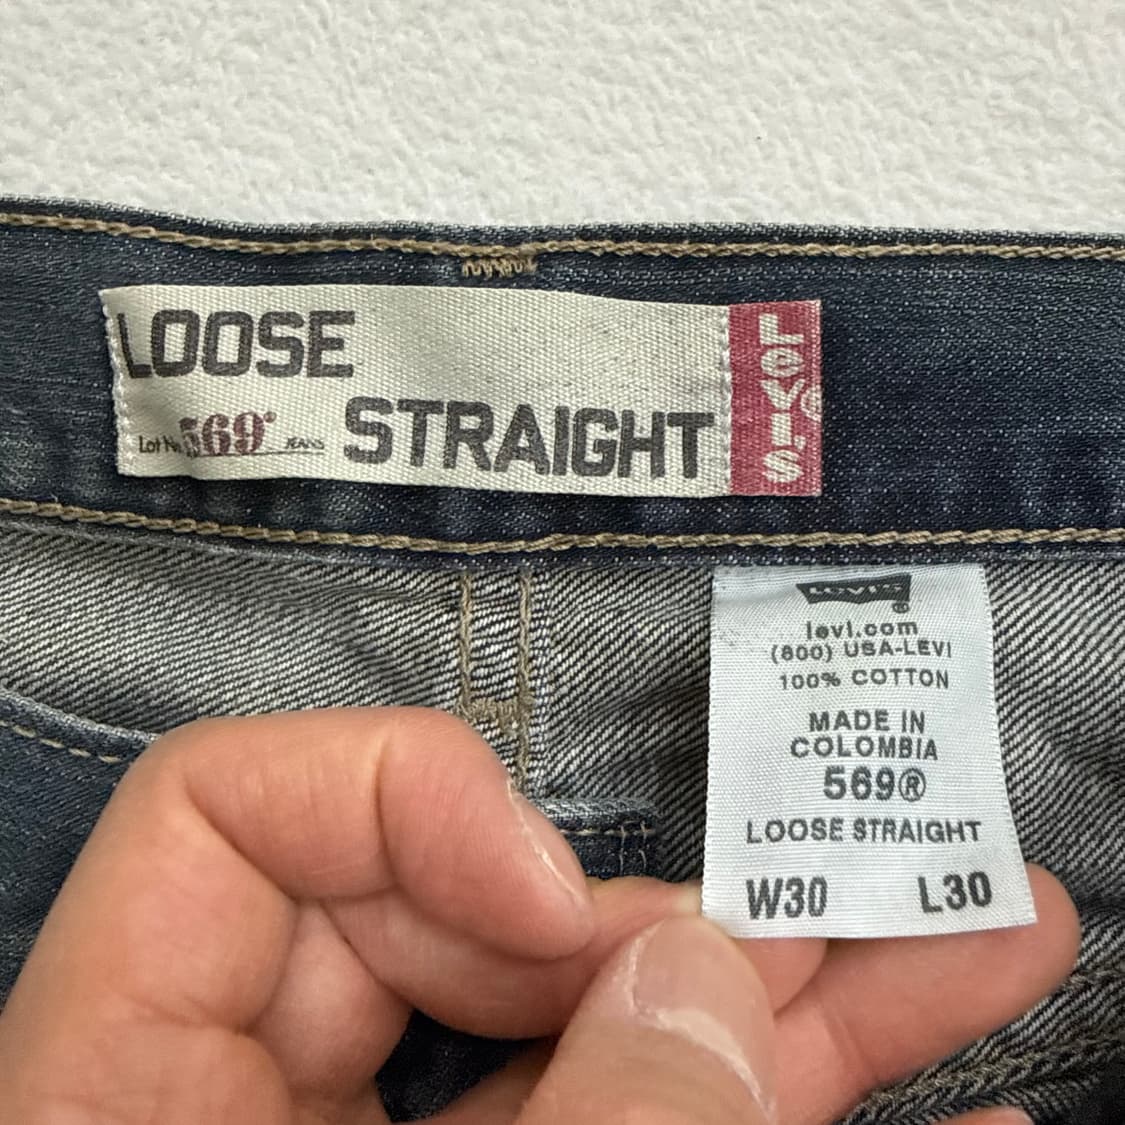 LOOSE
Lot No. 569® JEANS STRAIGHT
Levi's®
Levi's®
levi.com
(800) USA-LEVI
100% COTTON
MADE IN
COLOMBIA
569®
LOOSE STRAIGHT
W30 L30